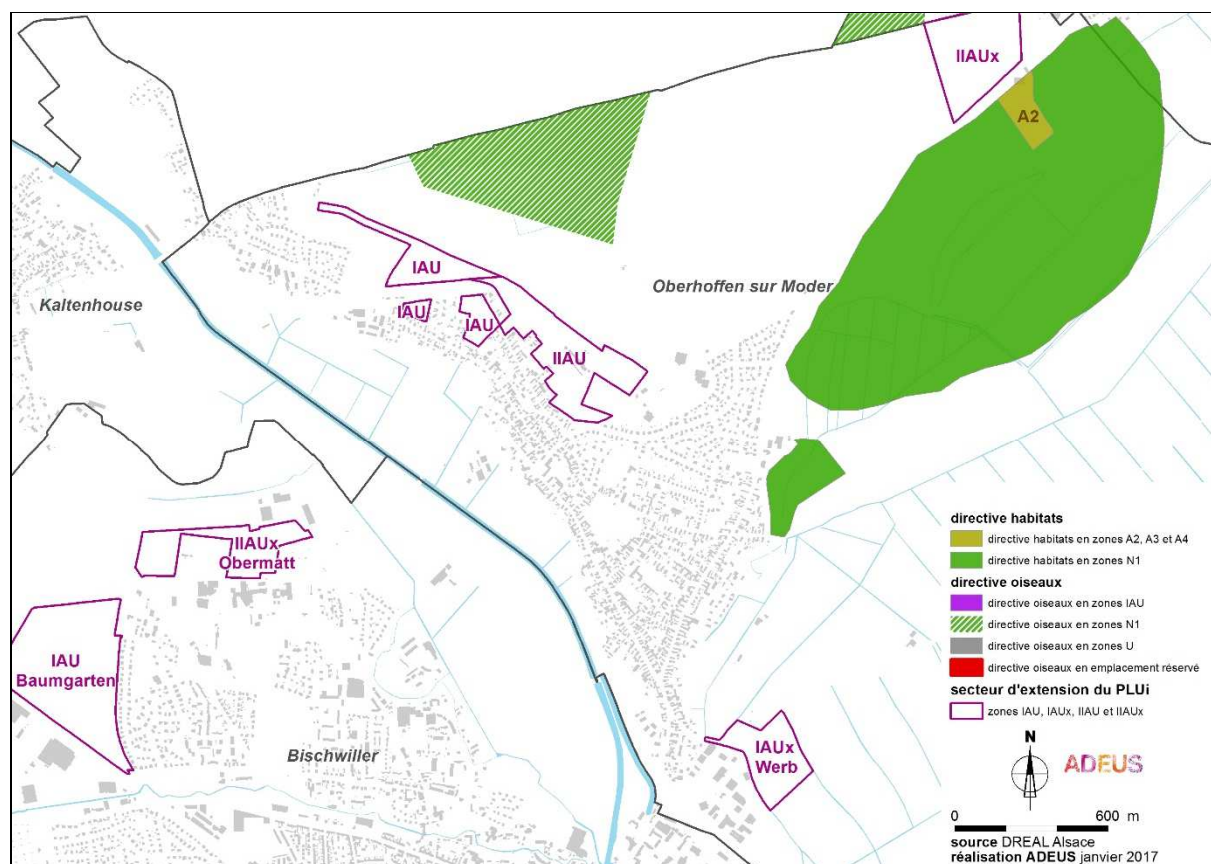 IIAUx
A2
IAU
Oberhoffen sur Moder
Kaltenhouse
IAU
IAU
IIAU
directive habitats
directive habitats en zones A2, A3 et A4
directive habitats en zones N1
directive oiseaux
directive oiseaux en zones IAU
directive oiseaux en zones N1
directive oiseaux en zones U
directive oiseaux en emplacement réservé
secteur d'extension du PLUi
zones IAU, IAUx, IIAU et IIAUx
IIAUx
Obermatt
IAU
Baumgarten
Bischwiller
IAUx
Werb
N
ADEUS
0 600 m
source DREAL Alsace
réalisation ADEUS janvier 2017